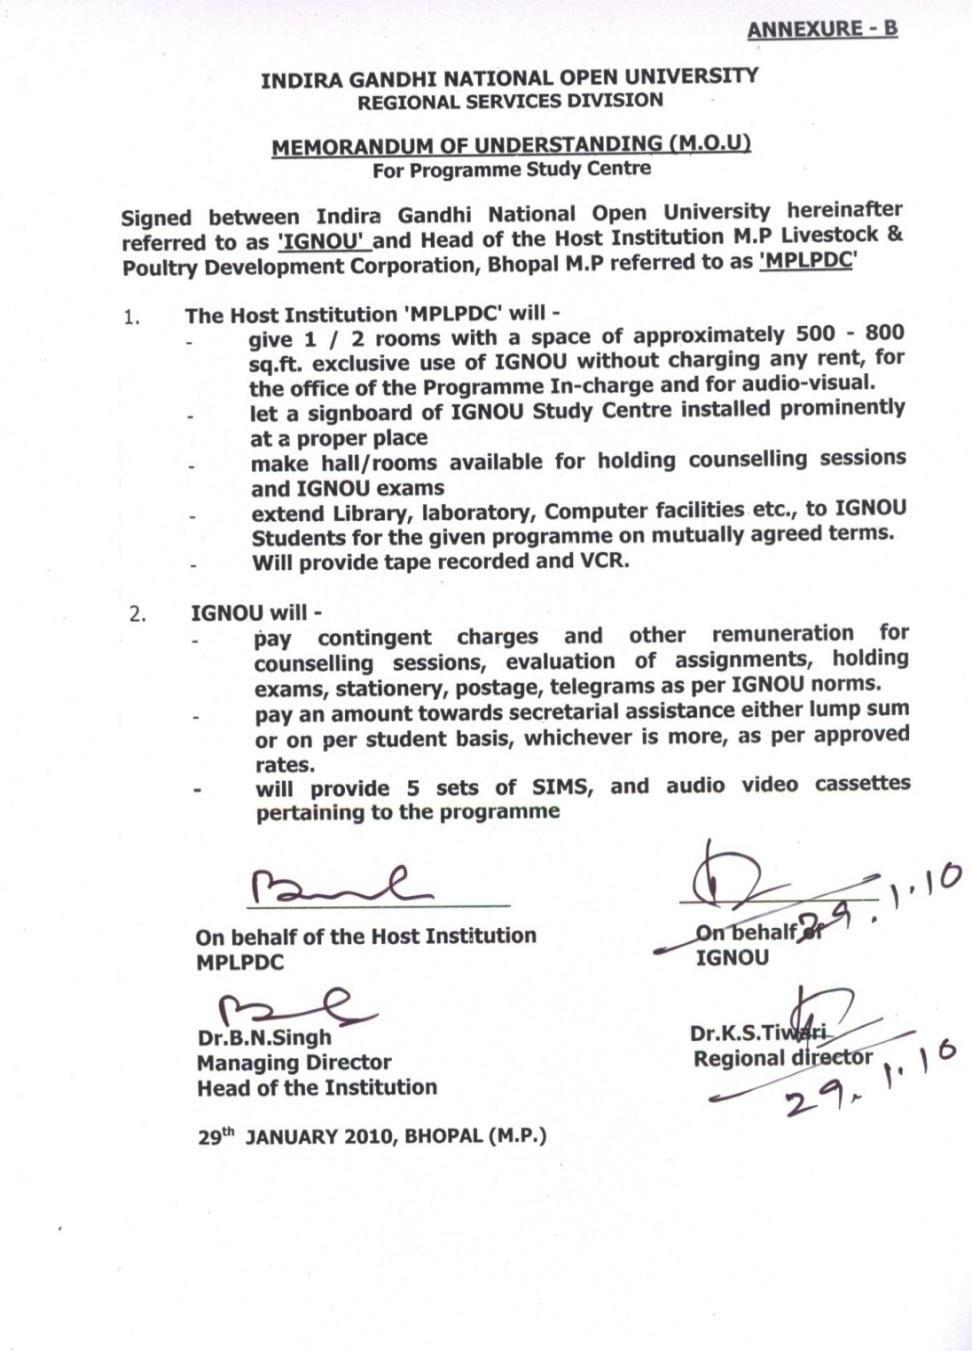 ANNEXURE - B
INDIRA GANDHI NATIONAL OPEN UNIVERSITY
REGIONAL SERVICES DIVISION
MEMORANDUM OF UNDERSTANDING (M.O.U)
For Programme Study Centre
Signed between Indira Gandhi National Open University hereinafter
referred to as 'IGNOU' and Head of the Host Institution M.P Livestock &
Poultry Development Corporation, Bhopal M.P referred to as 'MPLPDC'
1. The Host Institution 'MPLPDC' will -
- give 1 / 2 rooms with a space of approximately 500 - 800
sq.ft. exclusive use of IGNOU without charging any rent, for
the office of the Programme In-charge and for audio-visual.
- let a signboard of IGNOU Study Centre installed prominently
at a proper place
- make hall/rooms available for holding counselling sessions
and IGNOU exams
- extend Library, laboratory, Computer facilities etc., to IGNOU
Students for the given programme on mutually agreed terms.
- Will provide tape recorded and VCR.
2. IGNOU will -
- pay contingent charges and other remuneration for
counselling sessions, evaluation of assignments, holding
exams, stationery, postage, telegrams as per IGNOU norms.
- pay an amount towards secretarial assistance either lump sum
or on per student basis, whichever is more, as per approved
rates.
- will provide 5 sets of SIMS, and audio video cassettes
pertaining to the programme
29.1.10
On behalf of the Host Institution
MPLPDC
On behalf of
IGNOU
Dr.B.N.Singh
Managing Director
Head of the Institution
Dr.K.S.Tiwari
Regional director
29.1.10
29th JANUARY 2010, BHOPAL (M.P.)